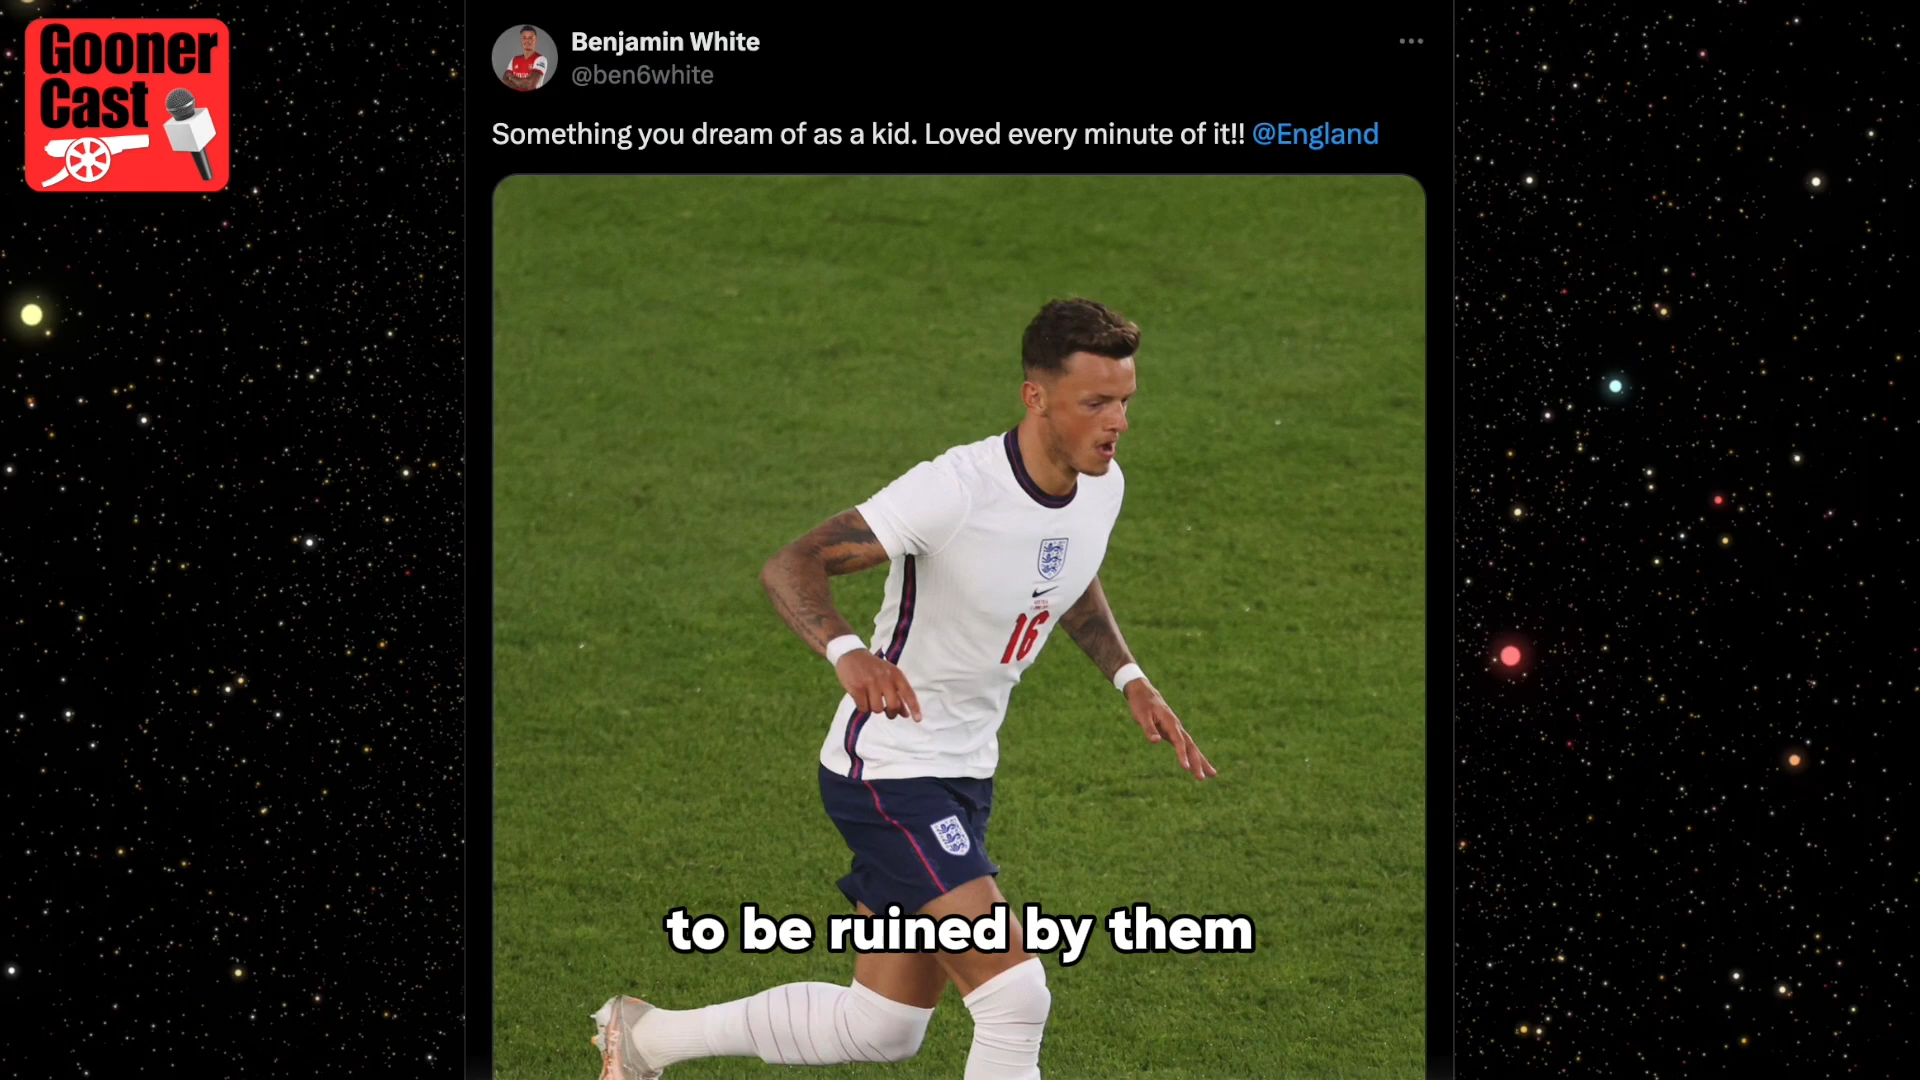 Gooner
Cast
Benjamin White
@ben6white
Something you dream of as a kid. Loved every minute of it!! @England
16
to be ruined by them